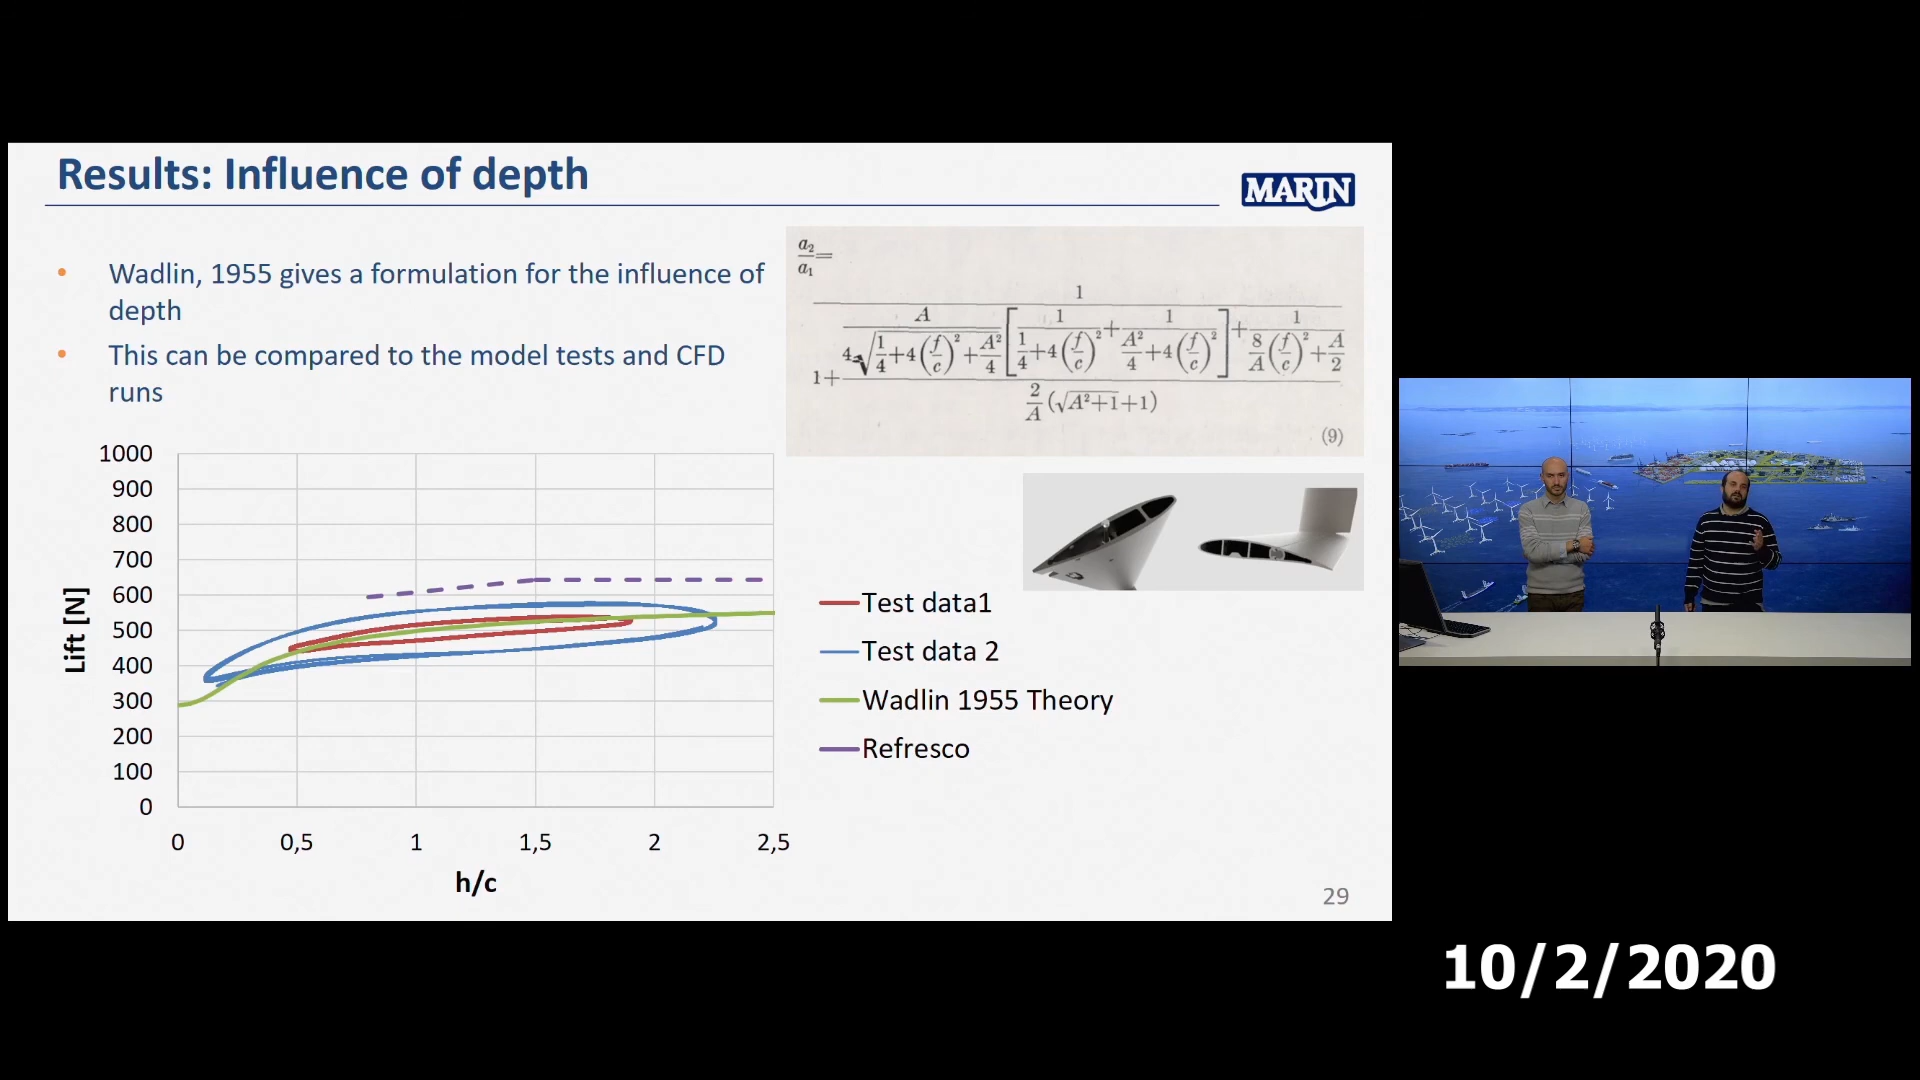 Results: Influence of depth
MARIN
• Wadlin, 1955 gives a formulation for the influence of
depth
• This can be compared to the model tests and CFD
runs
a₂/a₁=
1
1+
A
4√(1/4+4(f/c)²+A²/4) [1/(1/4+4(f/c)²)+1/(A²/4+4(f/c)²)]+1/(8/A(f/c)²+A/2)
2/A(√(A²+1)+1)
(9)
1000
900
800
700
600
500
400
300
200
100
0
Lift [N]
0 0,5 1 1,5 2 2,5
h/c
Test data1
Test data 2
Wadlin 1955 Theory
Refresco
29
10/2/2020